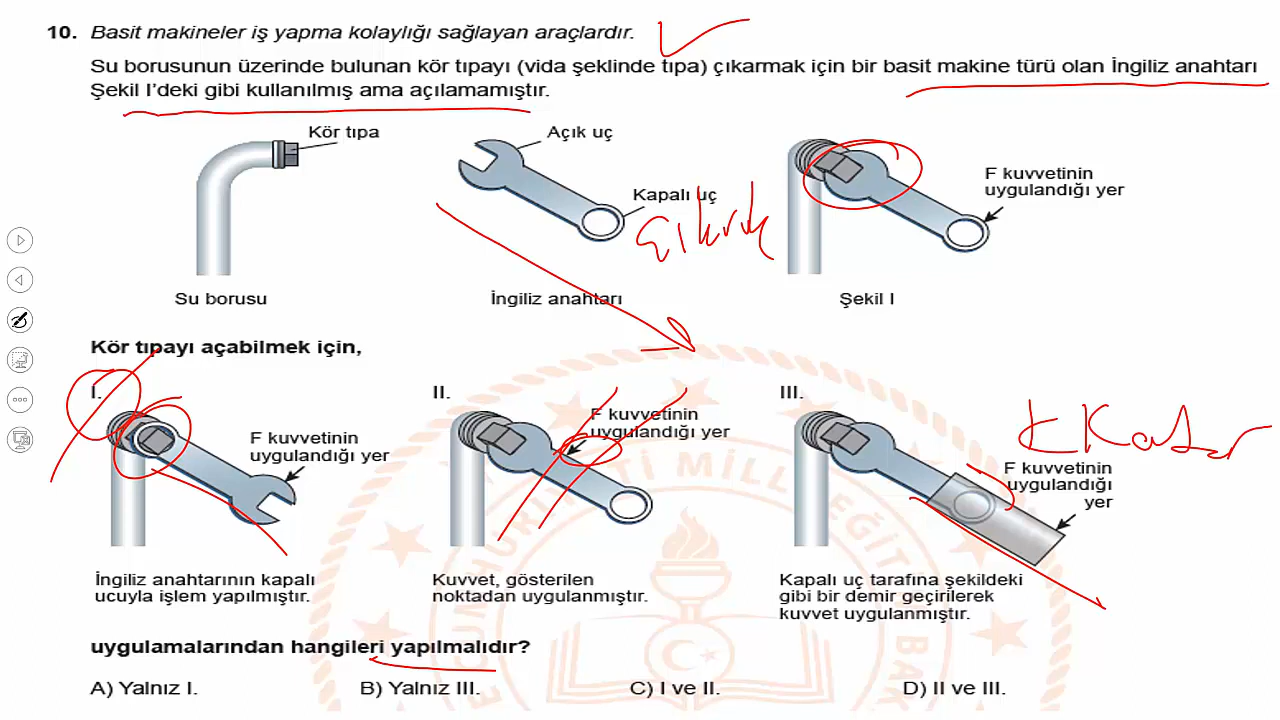 10. Basit makineler iş yapma kolaylığı sağlayan araçlardır.
Su borusunun üzerinde bulunan kör tıpayı (vida şeklinde tıpa) çıkarmak için bir basit makine türü olan İngiliz anahtarı
Şekil I’deki gibi kullanılmış ama açılamamıştır.
Kör tıpa
Açık uç
Kapalı uç
F kuvvetinin
uygulandığı yer
çıkrık
Su borusu
İngiliz anahtarı
Şekil I
Kör tıpayı açabilmek için,
I.
F kuvvetinin
uygulandığı yer
İngiliz anahtarının kapalı
ucuyla işlem yapılmıştır.
II.
F kuvvetinin
uygulandığı yer
Kuvvet, gösterilen
noktadan uygulanmıştır.
III.
F kuvvetinin
uygulandığı
yer
Kapalı uç tarafına şekildeki
gibi bir demir geçirilerek
kuvvet uygulanmıştır.
uygulamalarından hangileri yapılmalıdır?
A) Yalnız I.
B) Yalnız III.
C) I ve II.
D) II ve III.